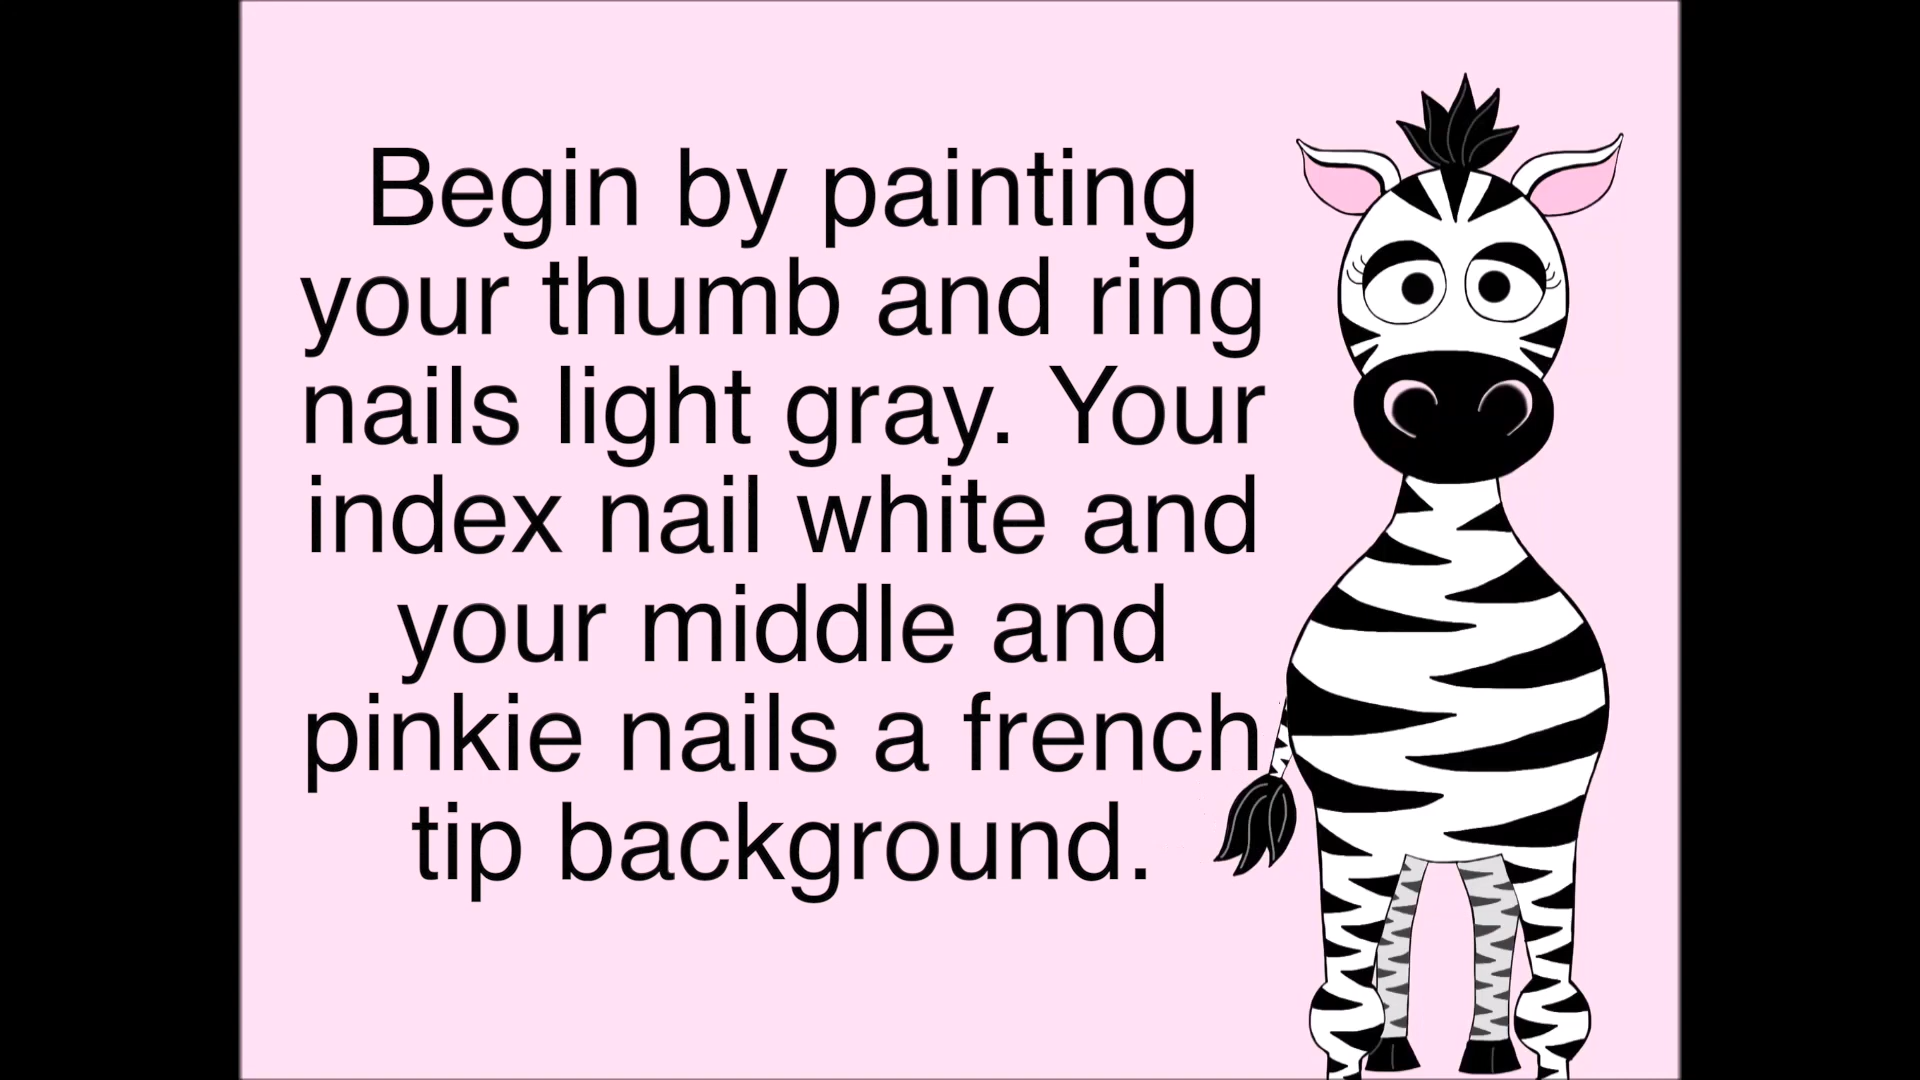 Begin by painting
your thumb and ring
nails light gray. Your
index nail white and
your middle and
pinkie nails a french
tip background.